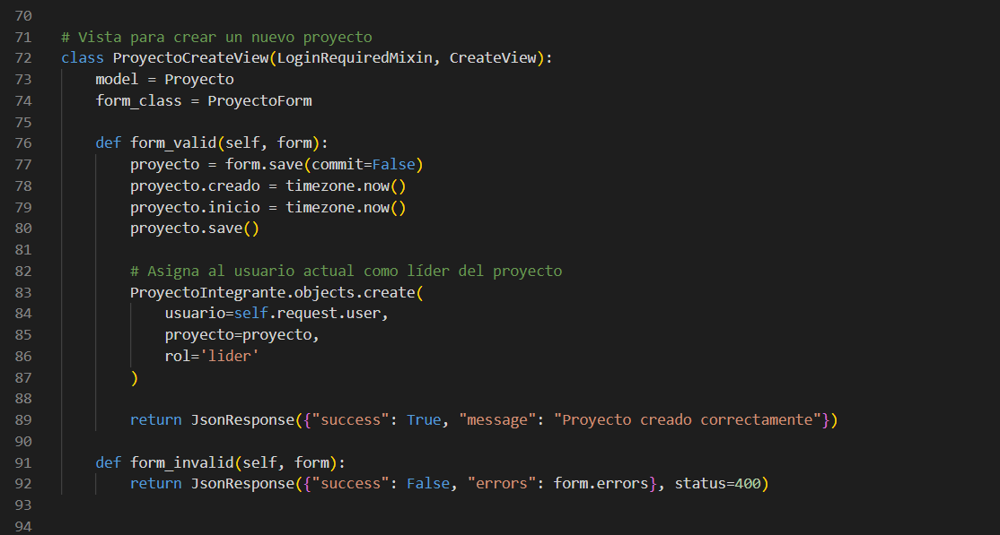 70
71 # Vista para crear un nuevo proyecto
72 class ProyectoCreateView(LoginRequiredMixin, CreateView):
73     model = Proyecto
74     form_class = ProyectoForm
75
76     def form_valid(self, form):
77         proyecto = form.save(commit=False)
78         proyecto.creado = timezone.now()
79         proyecto.inicio = timezone.now()
80         proyecto.save()
81
82         # Asigna al usuario actual como líder del proyecto
83         ProyectoIntegrante.objects.create(
84             usuario=self.request.user,
85             proyecto=proyecto,
86             rol='lider'
87         )
88
89         return JsonResponse({"success": True, "message": "Proyecto creado correctamente"})
90
91     def form_invalid(self, form):
92         return JsonResponse({"success": False, "errors": form.errors}, status=400)
93
94